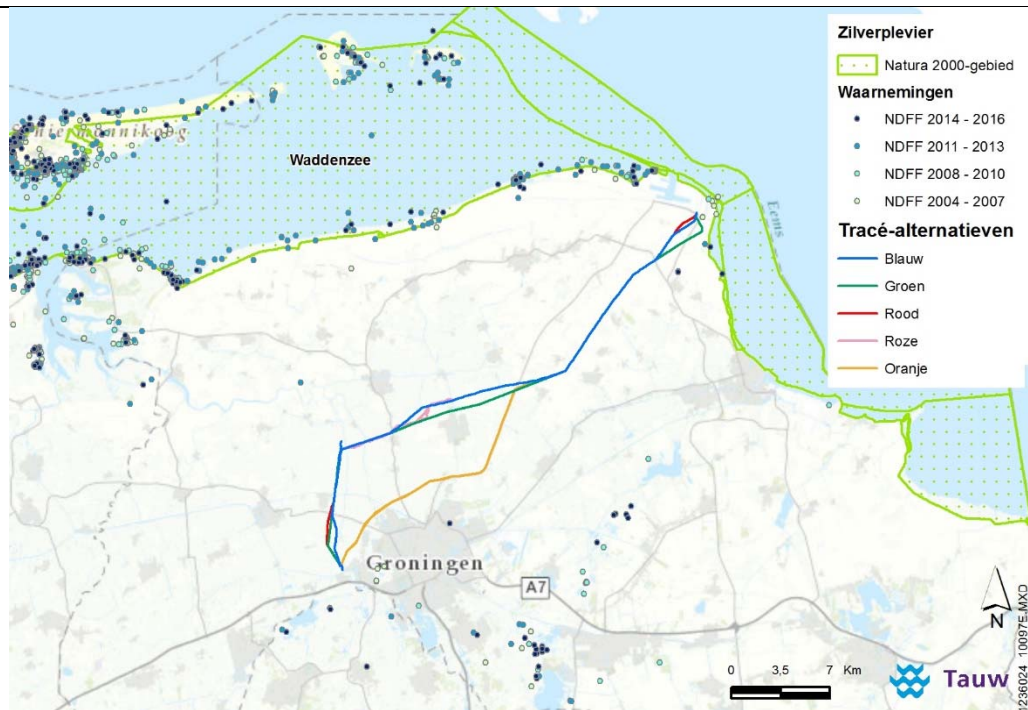 Zilverplevier
Natura 2000-gebied
Waarnemingen
NDFF 2014 - 2016
NDFF 2011 - 2013
NDFF 2008 - 2010
NDFF 2004 - 2007
Tracé-alternatieven
Blauw
Groen
Rood
Roze
Oranje
Waddenzee
Eems
Groningen
A7
N
0 3,5 7 Km
Tauw
1236024_100975.MXD